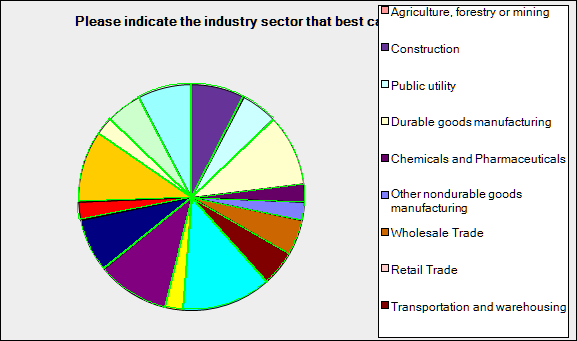 Please indicate the industry sector that best ca
Agriculture, forestry or mining
Construction
Public utility
Durable goods manufacturing
Chemicals and Pharmaceuticals
Other nondurable goods
manufacturing
Wholesale Trade
Retail Trade
Transportation and warehousing